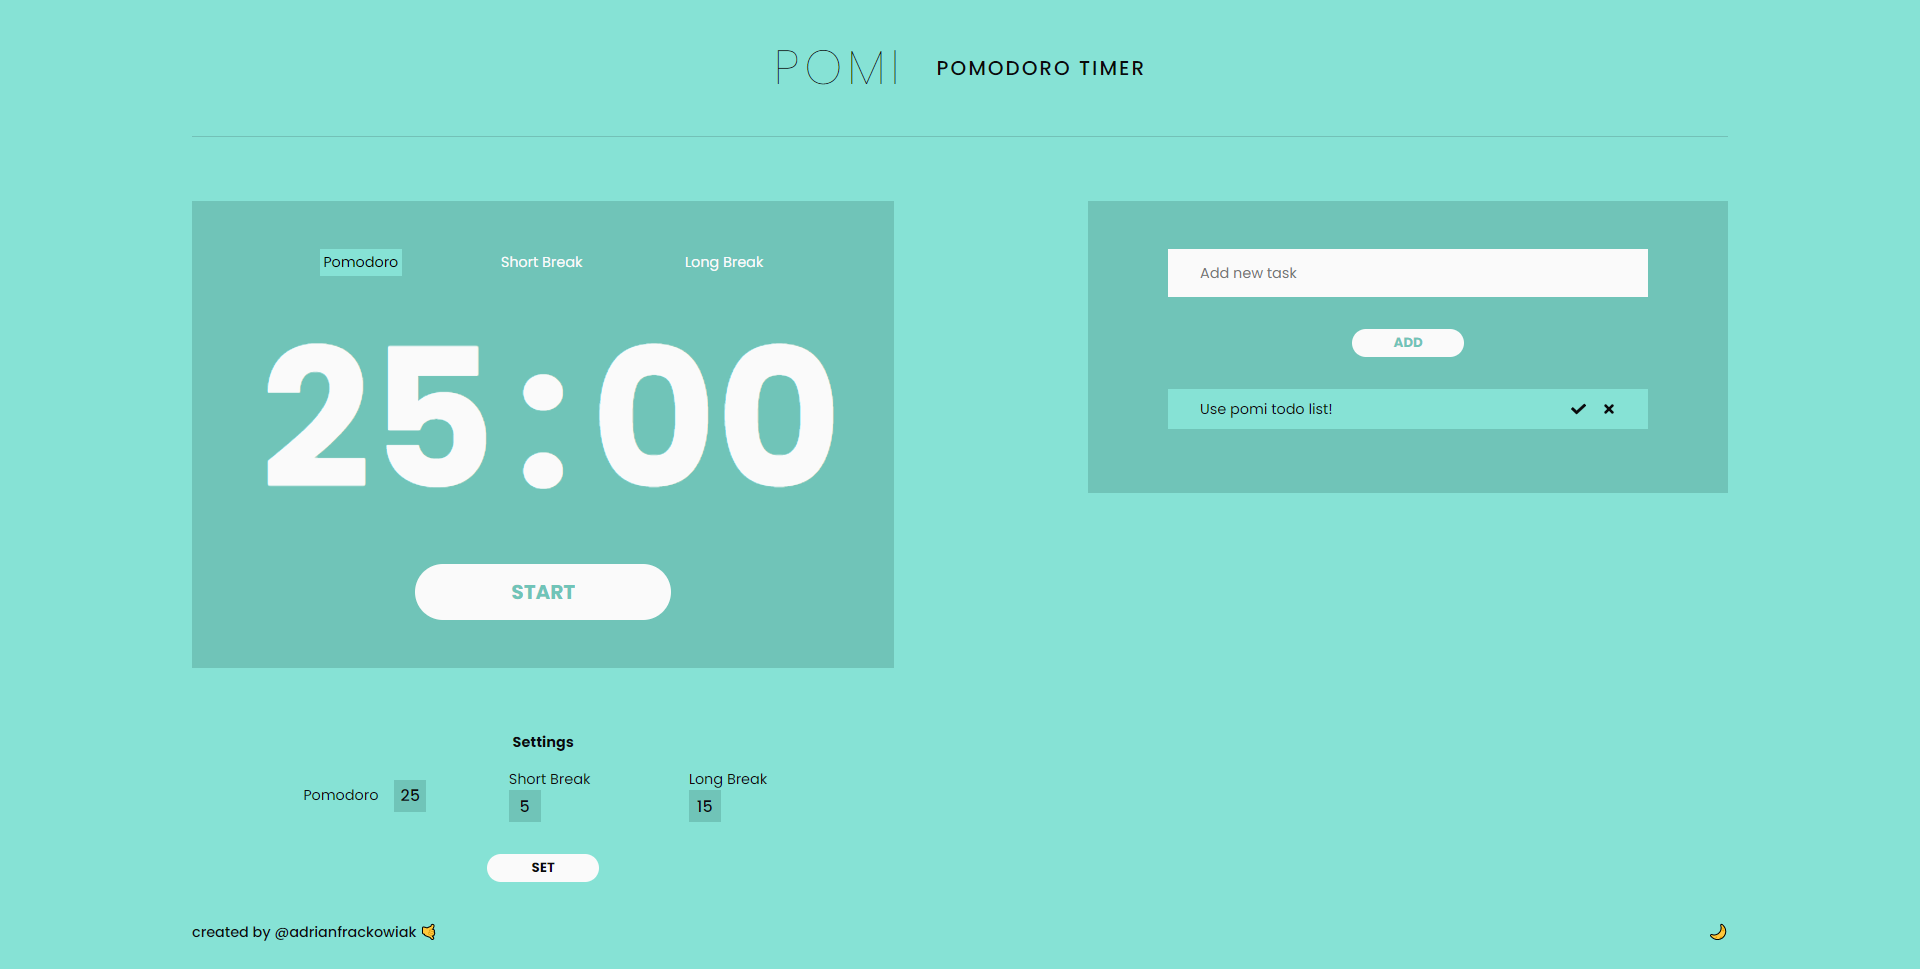 POMI POMODORO TIMER
Pomodoro Short Break Long Break
25:00
START
Settings
Pomodoro 25
Short Break
5
Long Break
15
SET
Add new task
ADD
Use pomi todo list!
created by @adrianfrackowiak